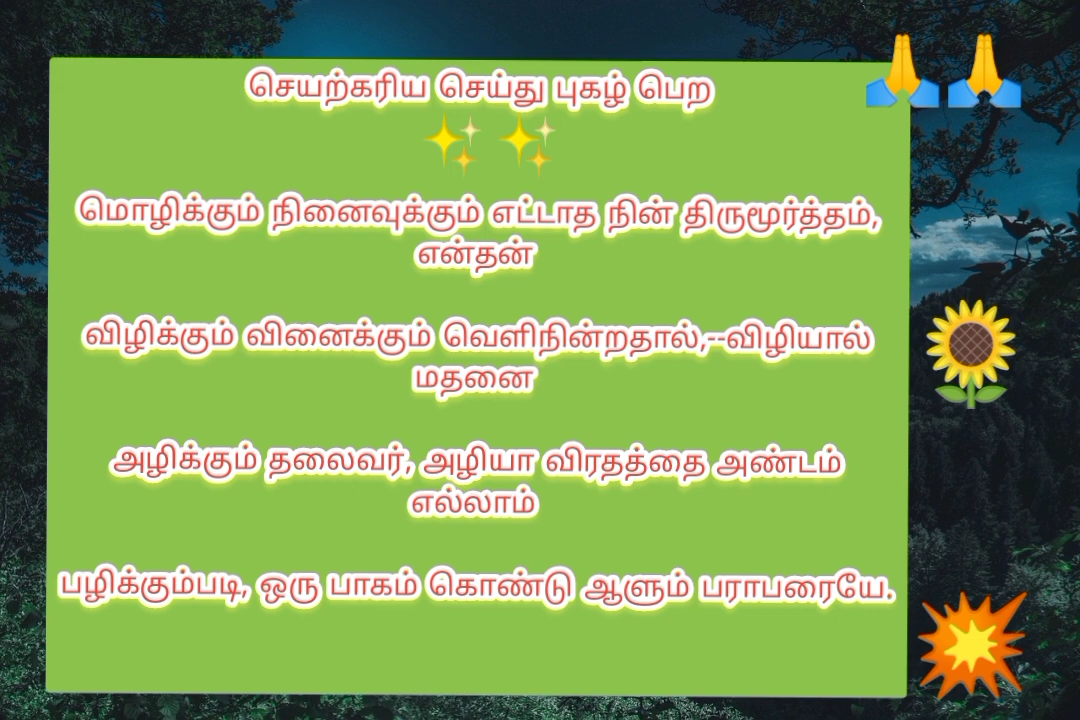 செயற்கரிய செய்து புகழ் பெற
மொழிக்கும் நினைவுக்கும் எட்டாத நின் திருமூர்த்தம்,
என்தன்
விழிக்கும் வினைக்கும் வெளிநின்றதால்,--விழியால்
மதனை
அழிக்கும் தலைவர், அழியா விரதத்தை அண்டம்
எல்லாம்
பழிக்கும்படி, ஒரு பாகம் கொண்டு ஆளும் பராபரையே.